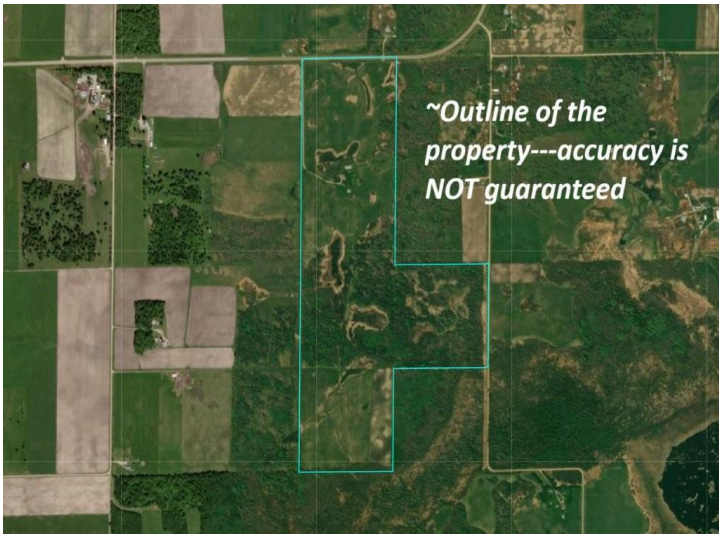 ~Outline of the
property---accuracy is
NOT guaranteed